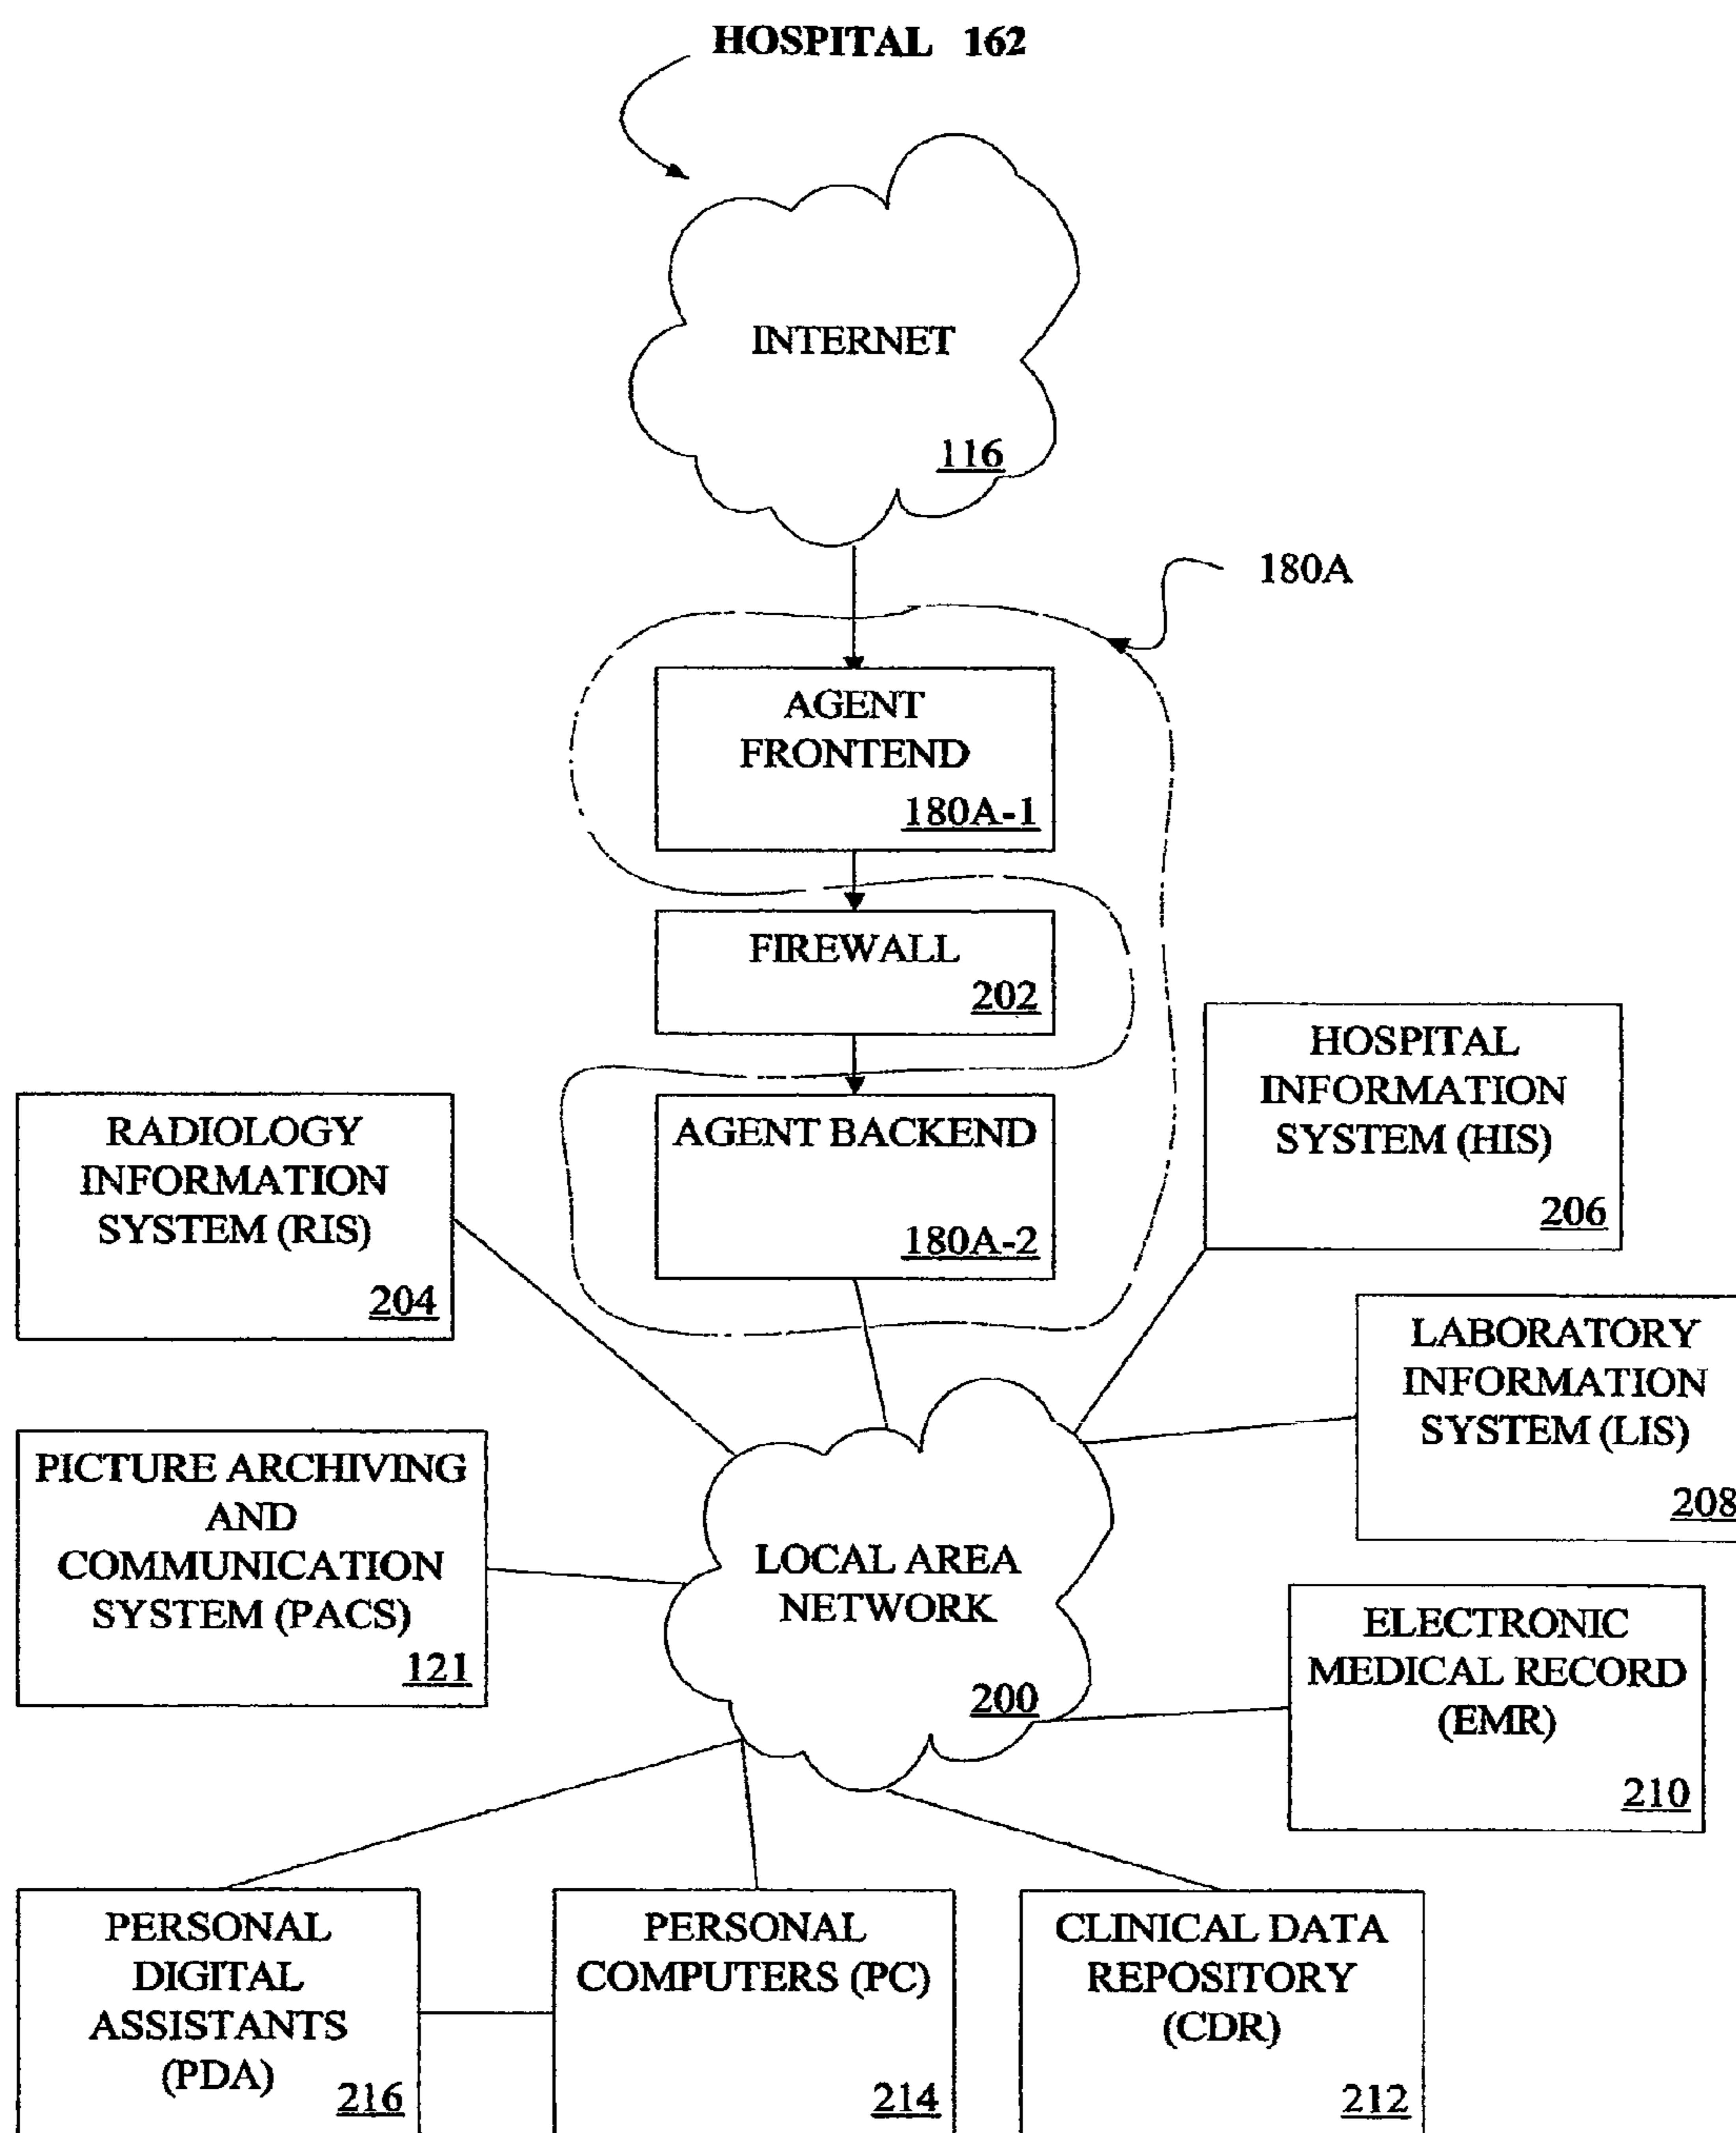 HOSPITAL 162
INTERNET
116
180A
AGENT
FRONTEND
180A-1
FIREWALL
202
AGENT BACKEND
180A-2
HOSPITAL
INFORMATION
SYSTEM (HIS)
206
RADIOLOGY
INFORMATION
SYSTEM (RIS)
204
LABORATORY
INFORMATION
SYSTEM (LIS)
208
PICTURE ARCHIVING
AND
COMMUNICATION
SYSTEM (PACS)
121
LOCAL AREA
NETWORK
200
ELECTRONIC
MEDICAL RECORD
(EMR)
210
PERSONAL
DIGITAL
ASSISTANTS
(PDA)
216
PERSONAL
COMPUTERS (PC)
214
CLINICAL DATA
REPOSITORY
(CDR)
212